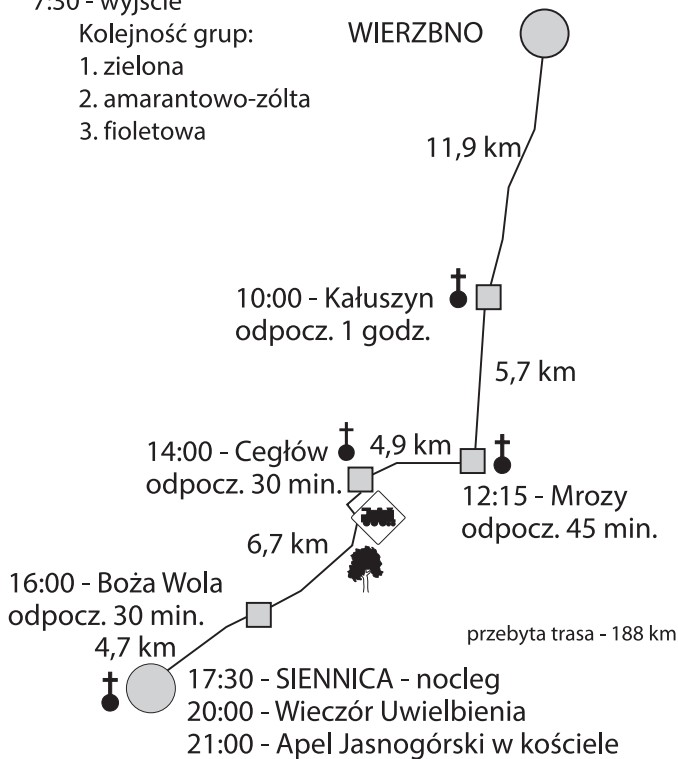 7:30 - wyjście
Kolejność grup:
1. zielona
2. amarantowo-zólta
3. fioletowa
WIERZBNO
11,9 km
10:00 - Kałuszyn
odpocz. 1 godz.
5,7 km
14:00 - Cegłów
odpocz. 30 min.
4,9 km
12:15 - Mrozy
odpocz. 45 min.
6,7 km
16:00 - Boża Wola
odpocz. 30 min.
4,7 km
przebyta trasa - 188 km
17:30 - SIENNICA - nocleg
20:00 - Wieczór Uwielbienia
21:00 - Apel Jasnogórski w kościele